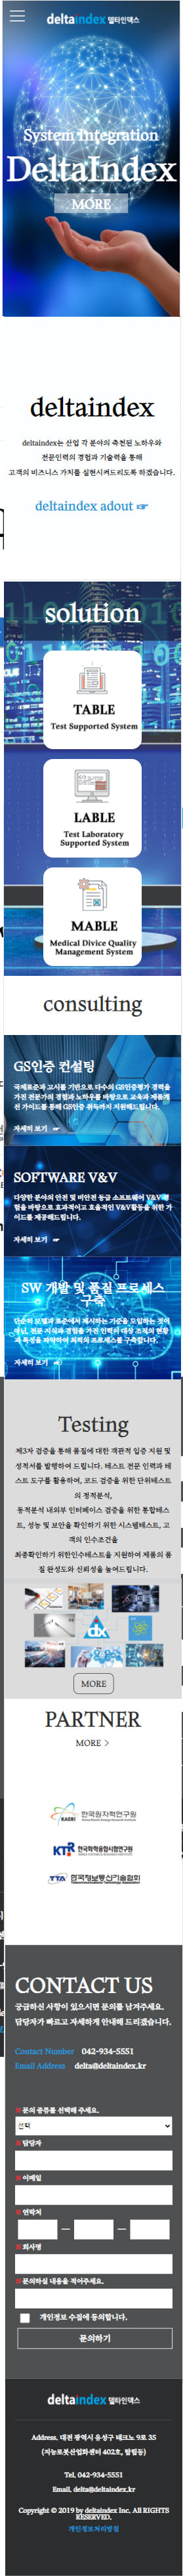 deltaindex 델타인덱스
System Integration
DeltaIndex
MORE
deltaindex
deltaindex는 산업 각 분야의 축적된 노하우와
전문인력의 경험과 기술력을 통해
고객의 비즈니스 가치를 실현시켜드리도록 하겠습니다.
deltaindex adout ☞
solution
TABLE
Test Supported System
LABLE
Test Laboratory
Supported System
MABLE
Medical Divice Quality
Management System
consulting
GS인증 컨설팅
국제표준과 고시를 기반으로 다수의 GS인증평가 경력을
가진 전문가의 경험과 노하우를 바탕으로 교육과 제품개
선 가이드를 통해 GS인증 취득까지 지원해드립니다.
자세히 보기 ☞
SOFTWARE V&V
다양한 분야의 안전 및 비안전 등급 소프트웨어 V&V 경
험을 바탕으로 효과적이고 효율적인 V&V활동을 위한 가
이드를 제공해드립니다.
자세히 보기 ☞
SW 개발 및 품질 프로세스
구축
단순히 모델과 표준에서 제시하는 기준을 도입하는 것이
아닌, 전문 지식과 경험을 가진 인력이 대상 조직의 현황
과 특성을 파악하여 최적의 프로세스를 구축합니다.
자세히 보기 ☞
Testing
제3자 검증을 통해 품질에 대한 객관적 입증 지원 및
성적서를 발행하여 드립니다. 테스트 전문 인력과 테
스트 도구를 활용하여, 코드 검증을 위한 단위테스트
의 정적분석,
동적분석 내외부 인터페이스 검증을 위한 통합테스
트, 성능 및 보안을 확인하기 위한 시스템테스트, 고
객의 인수조건을
최종확인하기 위한인수테스트을 지원하여 제품의 품
질 완성도와 신뢰성을 높여드립니다.
dx
MORE
PARTNER
MORE >
KAERI 한국원자력연구원
KTR 한국화학융합시험연구원
TTA 한국정보통신기술협회
CONTACT US
궁금하신 사항이 있으시면 문의를 남겨주세요.
담당자가 빠르고 자세하게 안내해 드리겠습니다.
Contact Number 042-934-5551
Email Address delta@deltaindex.kr
문의 종류를 선택해 주세요.
선택
담당자
이메일
연락처
회사명
문의하실 내용을 적어주세요.
개인정보 수집에 동의합니다.
문의하기
deltaindex 델타인덱스
Address. 대전 광역시 유성구 테크노 9로 35
(지능로봇산업화센터 402호, 탑립동)
Tel. 042-934-5551
Email. delta@deltaindex.kr
Copyright © 2019 by deltaindex Inc. All RIGHTS
RESERVED.
개인정보처리방침